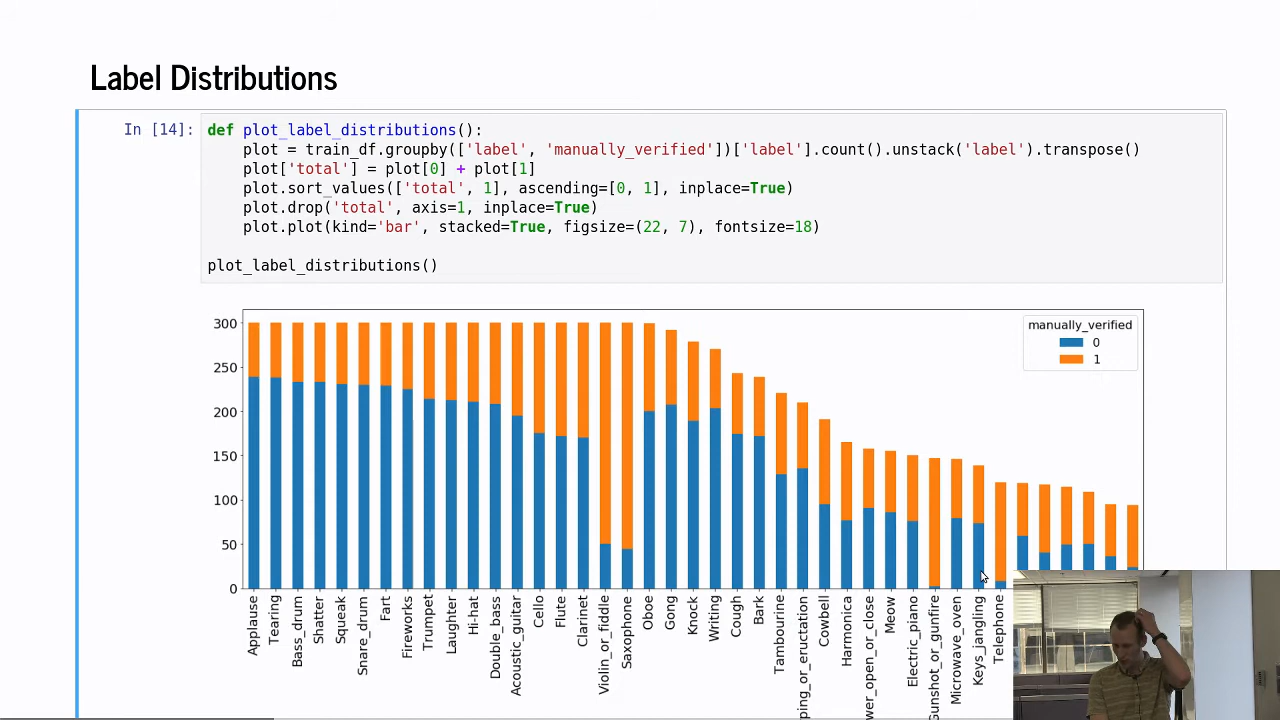 Label Distributions
In [14]:
def plot_label_distributions():
plot = train_df.groupby(['label', 'manually_verified'])['label'].count().unstack('label').transpose()
plot['total'] = plot[0] + plot[1]
plot.sort_values(['total', 1], ascending=[0, 1], inplace=True)
plot.drop('total', axis=1, inplace=True)
plot.plot(kind='bar', stacked=True, figsize=(22, 7), fontsize=18)
plot_label_distributions()
300
250
200
150
100
50
0
manually_verified
0
1
Applause
Tearing
Bass_drum
Shatter
Squeak
Snare_drum
Fart
Fireworks
Trumpet
Laughter
Hi-hat
Double_bass
Acoustic_guitar
Cello
Flute
Clarinet
Violin_or_fiddle
Saxophone
Oboe
Gong
Knock
Writing
Cough
Bark
Tambourine
ping_or_eructation
Cowbell
Harmonica
wer_open_or_close
Meow
Electric_piano
Gunshot_or_gunfire
Microwave_oven
Keys_jangling
Telephone